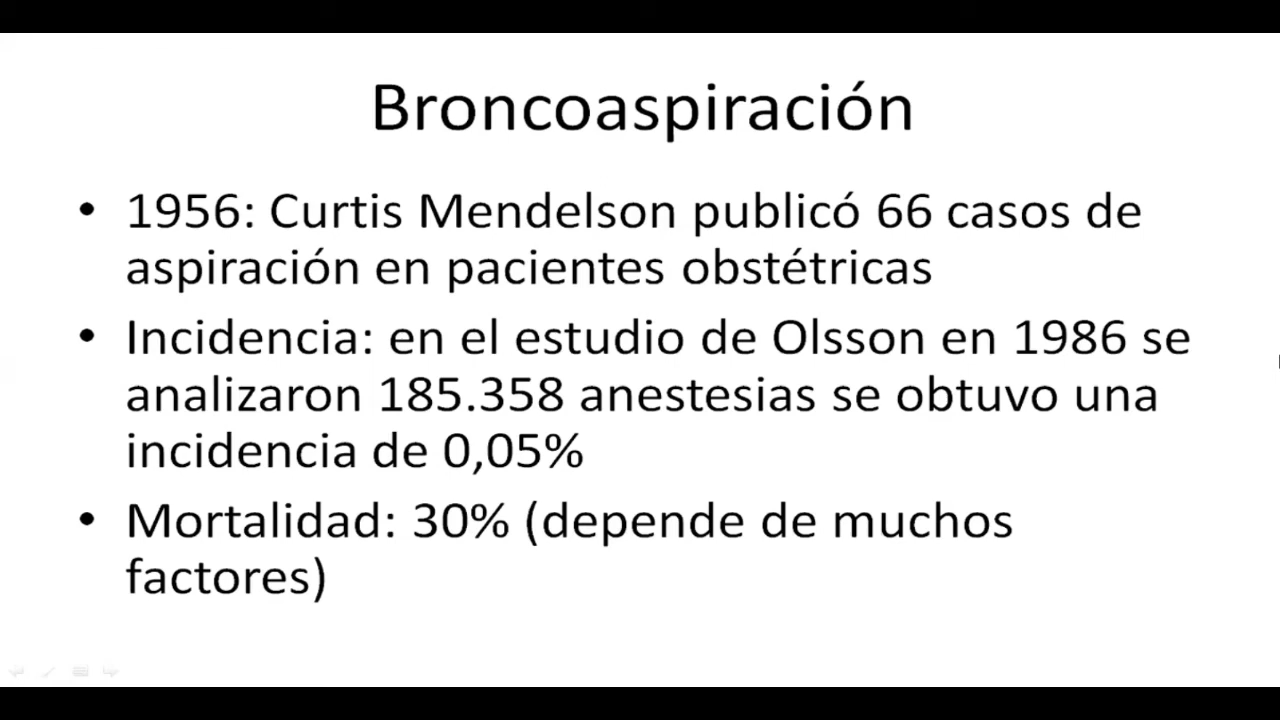 Broncoaspiración
• 1956: Curtis Mendelson publicó 66 casos de
aspiración en pacientes obstétricas
• Incidencia: en el estudio de Olsson en 1986 se
analizaron 185.358 anestesias se obtuvo una
incidencia de 0,05%
• Mortalidad: 30% (depende de muchos
factores)